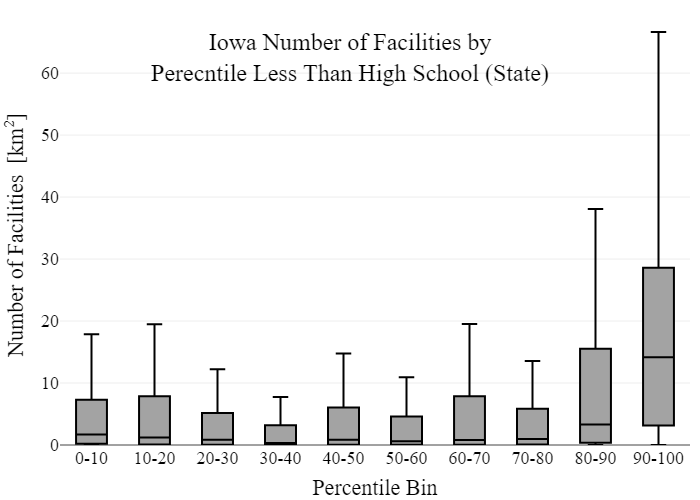 Iowa Number of Facilities by
Perecntile Less Than High School (State)
Number of Facilities [km²]
60
50
40
30
20
10
0
0-10 10-20 20-30 30-40 40-50 50-60 60-70 70-80 80-90 90-100
Percentile Bin